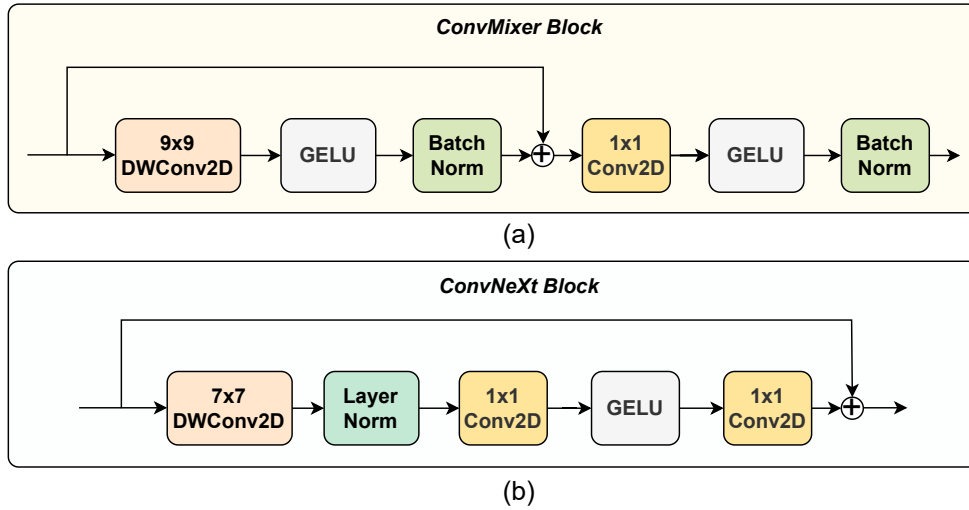 ConvMixer Block
9x9
DWConv2D
GELU
Batch
Norm
1x1
Conv2D
GELU
Batch
Norm
(a)
ConvNeXt Block
7x7
DWConv2D
Layer
Norm
1x1
Conv2D
GELU
1x1
Conv2D
(b)